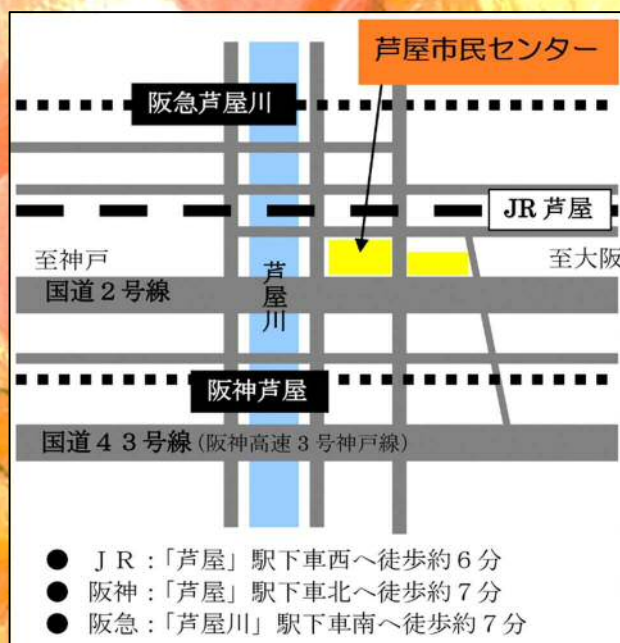 芦屋市民センター
阪急芦屋川
JR 芦屋
至神戸
至大阪
芦屋川
国道２号線
阪神芦屋
国道４３号線(阪神高速３号神戸線)
● ＪＲ：「芦屋」駅下車西へ徒歩約６分
● 阪神：「芦屋」駅下車北へ徒歩約７分
● 阪急：「芦屋川」駅下車南へ徒歩約７分